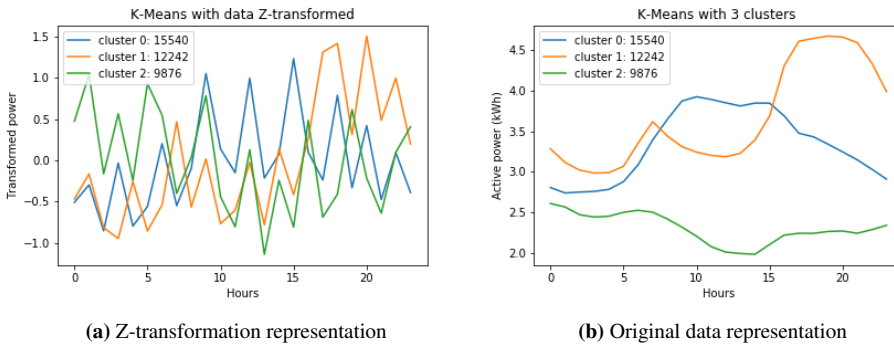 K-Means with data Z-transformed
cluster 0: 15540
cluster 1: 12242
cluster 2: 9876
1.5
1.0
0.5
0.0
−0.5
−1.0
Transformed power
0 5 10 15 20
Hours
(a) Z-transformation representation
K-Means with 3 clusters
cluster 0: 15540
cluster 1: 12242
cluster 2: 9876
4.5
4.0
3.5
3.0
2.5
2.0
Active power (kWh)
0 5 10 15 20
Hours
(b) Original data representation